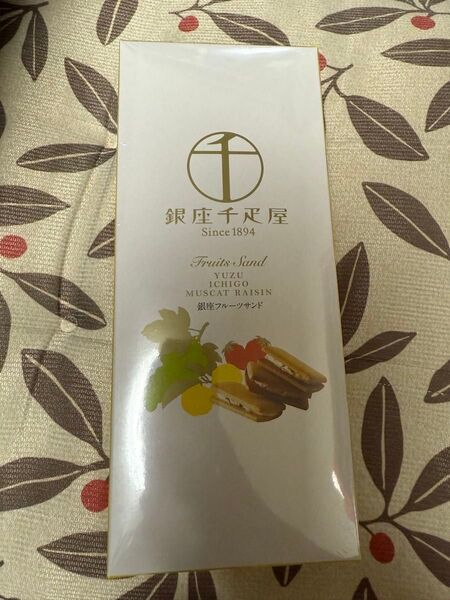 千
銀座千疋屋
Since 1894
Fruits Sand
YUZU
ICHIGO
MUSCAT RAISIN
銀座フルーツサンド